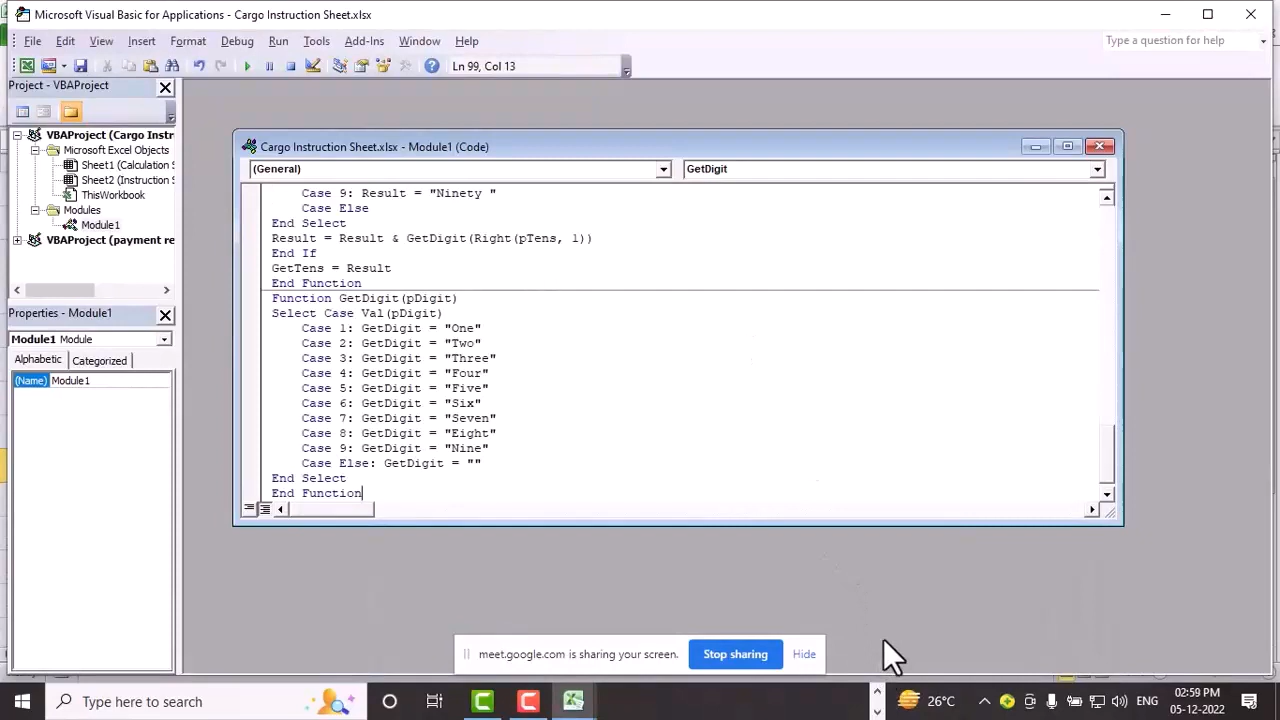 Microsoft Visual Basic for Applications - Cargo Instruction Sheet.xlsx
File Edit View Insert Format Debug Run Tools Add-Ins Window Help
Type a question for help
Ln 99, Col 13
Project - VBAProject
VBAProject (Cargo Instr
Microsoft Excel Objects
Sheet1 (Calculation S
Sheet2 (Instruction S
ThisWorkbook
Modules
Module1
VBAProject (payment re
Properties - Module1
Module1 Module
Alphabetic Categorized
(Name) Module1
Cargo Instruction Sheet.xlsx - Module1 (Code)
(General) GetDigit
Case 9: Result = "Ninety "
Case Else
End Select
Result = Result & GetDigit(Right(pTens, 1))
End If
GetTens = Result
End Function
Function GetDigit(pDigit)
Select Case Val(pDigit)
Case 1: GetDigit = "One"
Case 2: GetDigit = "Two"
Case 3: GetDigit = "Three"
Case 4: GetDigit = "Four"
Case 5: GetDigit = "Five"
Case 6: GetDigit = "Six"
Case 7: GetDigit = "Seven"
Case 8: GetDigit = "Eight"
Case 9: GetDigit = "Nine"
Case Else: GetDigit = ""
End Select
End Function
meet.google.com is sharing your screen. Stop sharing Hide
Type here to search
26°C
ENG
02:59 PM
05-12-2022